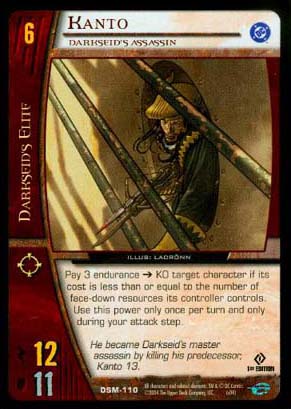 6
KANTO
DARKSEID'S ASSASSIN
DARKSEID'S ELITE
ILLUS: LADRÖNN
Pay 3 endurance ➔ KO target character if its
cost is less than or equal to the number of
face-down resources its controller controls.
Use this power only once per turn and only
during your attack step.
He became Darkseid's master
assassin by killing his predecessor,
Kanto 13.
1st EDITION
12
11
DSM-110